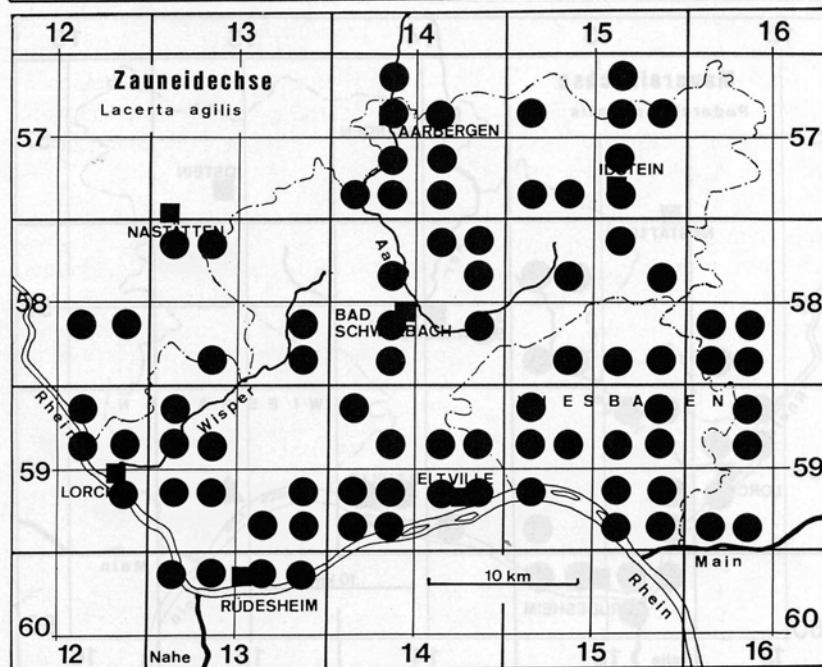 12 13 14 15 16
Zauneidechse
Lacerta agilis
57
AARBERGEN
IDSTEIN
NASTÄTTEN
Aar
58
BAD
SCHWALBACH
Rhein
Wisper
WIESBADEN
59
LORCH
ELTVILLE
10 km
Main
RÜDESHEIM
Rhein
60 60
Nahe
12 13 14 15 16
57
58
59